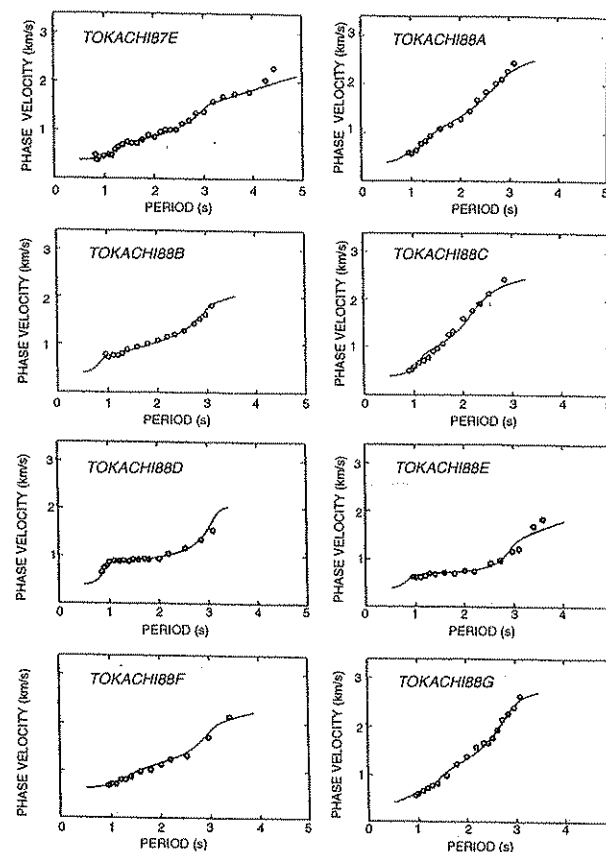 TOKACHI87E
PHASE VELOCITY (km/s)
3
2
1
0 1 2 3 4 5
PERIOD (s)
TOKACHI88A
PHASE VELOCITY (km/s)
3
2
1
0 1 2 3 4 5
PERIOD (s)
TOKACHI88B
PHASE VELOCITY (km/s)
3
2
1
0 1 2 3 4 5
PERIOD (s)
TOKACHI88C
PHASE VELOCITY (km/s)
3
2
1
0 1 2 3 4
PERIOD (s)
TOKACHI88D
PHASE VELOCITY (km/s)
3
2
1
0 1 2 3 4 5
PERIOD (s)
TOKACHI88E
PHASE VELOCITY (km/s)
3
2
1
0 1 2 3 4
PERIOD (s)
TOKACHI88F
PHASE VELOCITY (km/s)
0 1 2 3 4 5
PERIOD (s)
TOKACHI88G
PHASE VELOCITY (km/s)
3
2
1
0 1 2 3 4
PERIOD (s)